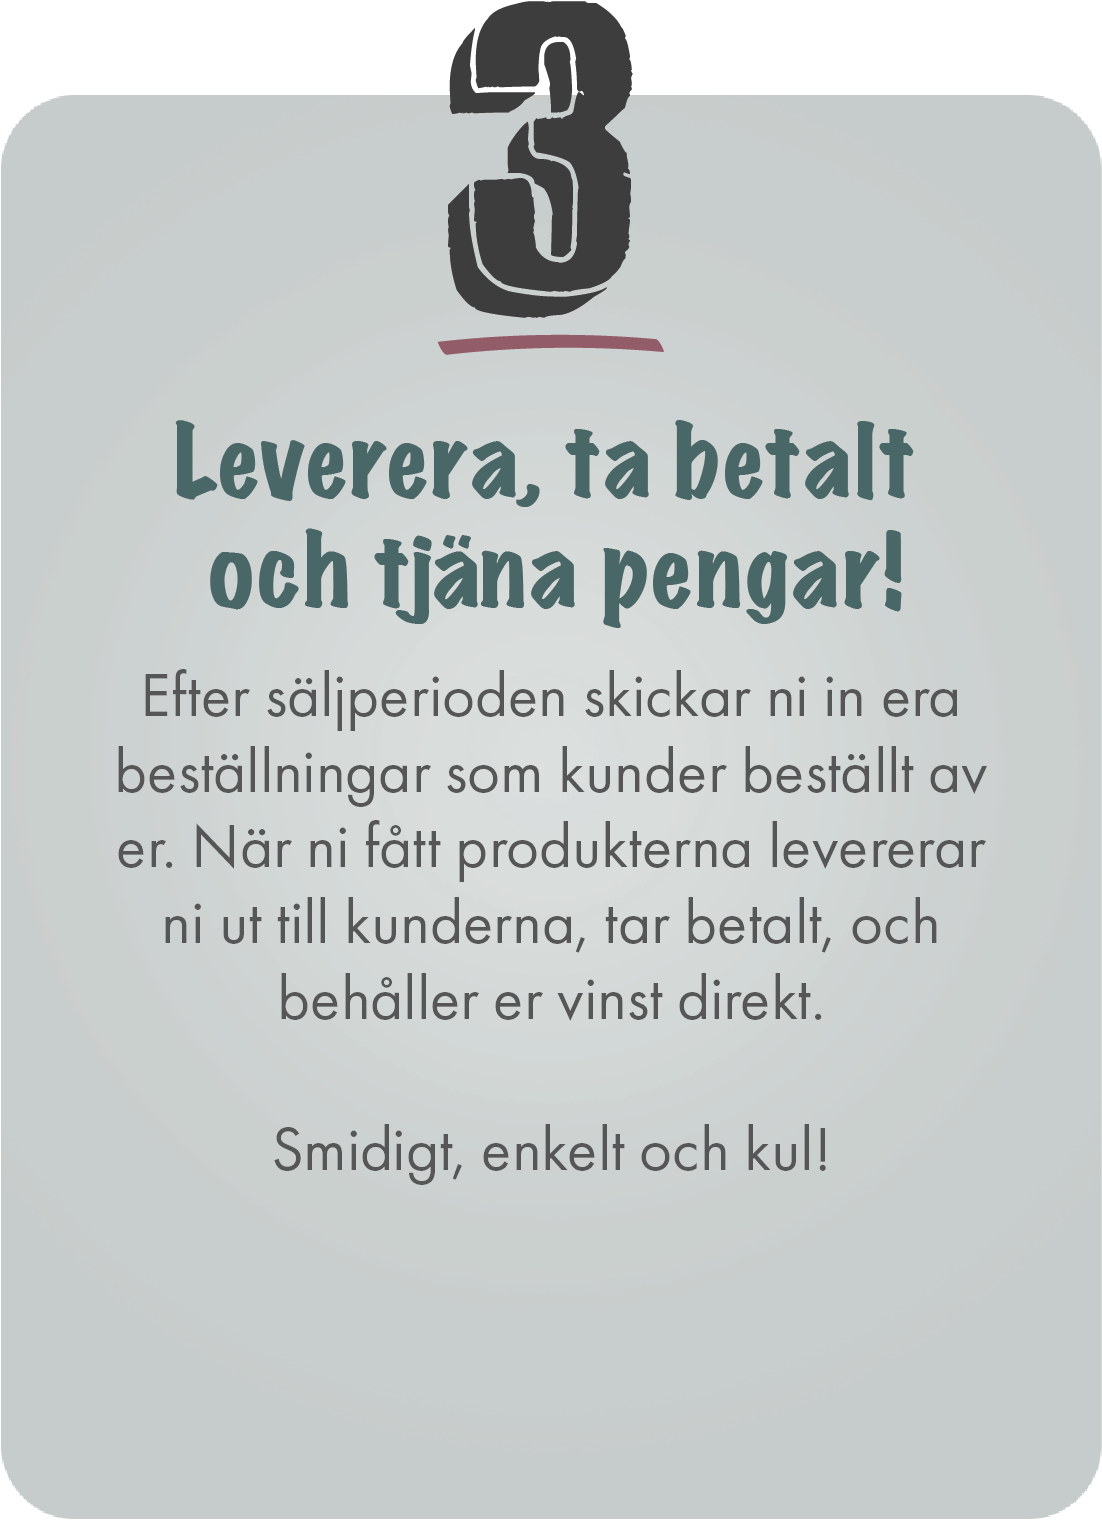 3
Leverera, ta betalt
och tjäna pengar!
Efter säljperioden skickar ni in era
beställningar som kunder beställt av
er. När ni fått produkterna levererar
ni ut till kunderna, tar betalt, och
behåller er vinst direkt.
Smidigt, enkelt och kul!